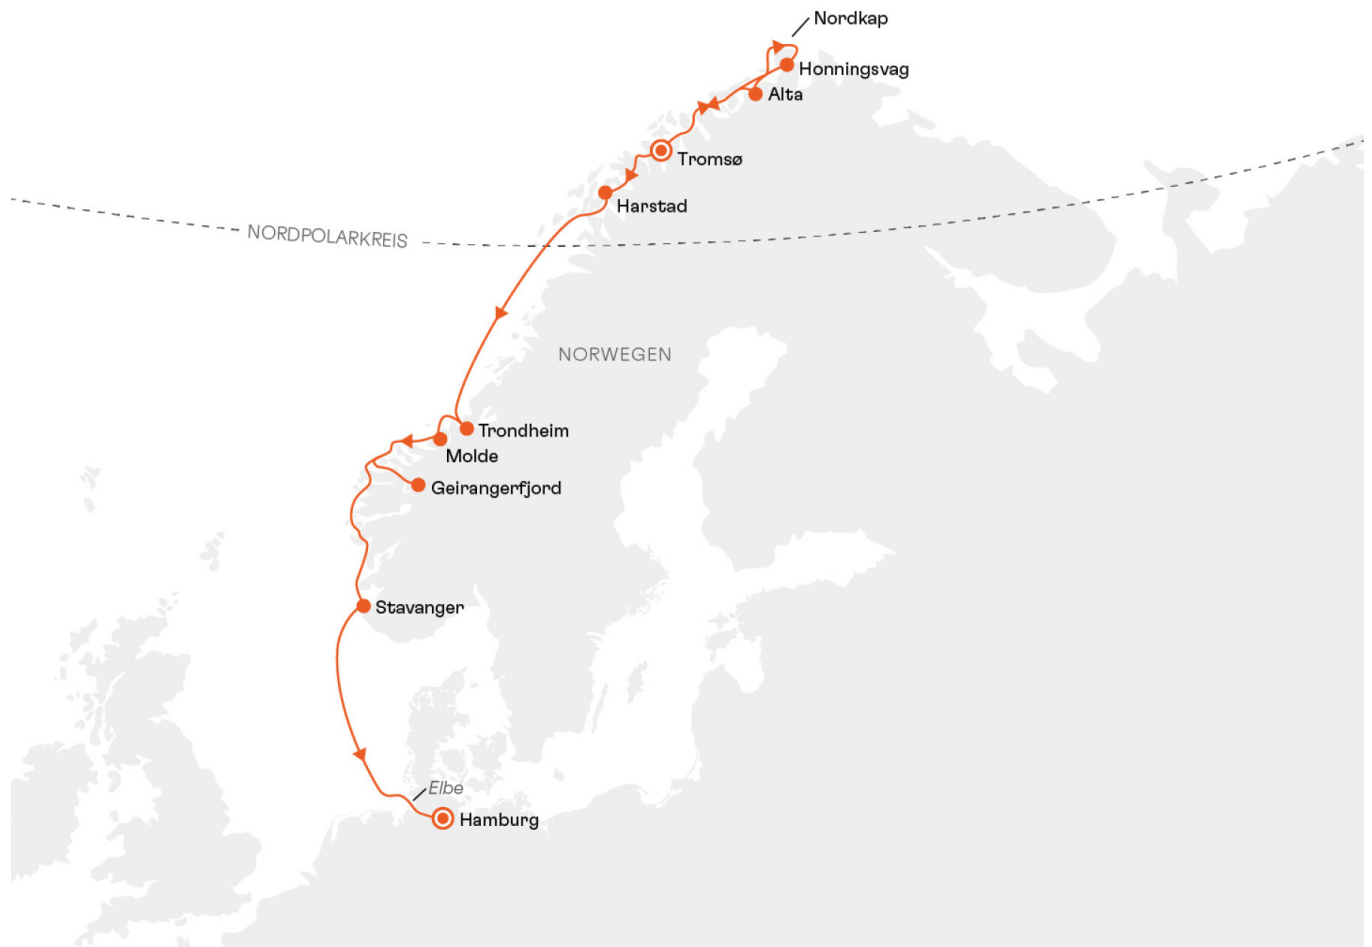 Nordkap
Honningsvag
Alta
Tromsø
Harstad
NORDPOLARKREIS
NORWEGEN
Trondheim
Molde
Geirangerfjord
Stavanger
Elbe
Hamburg